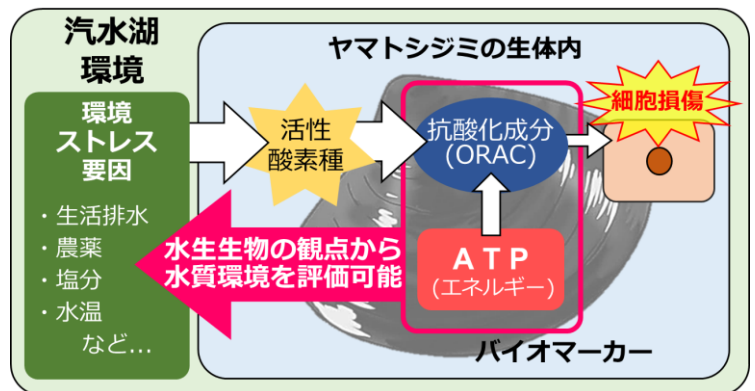 汽水湖
環境
環境
ストレス
要因
・生活排水
・農薬
・塩分
・水温
など…
ヤマトシジミの生体内
活性
酸素種
抗酸化成分
(ORAC)
細胞損傷
水生生物の観点から
水質環境を評価可能
ATP
(エネルギー)
バイオマーカー